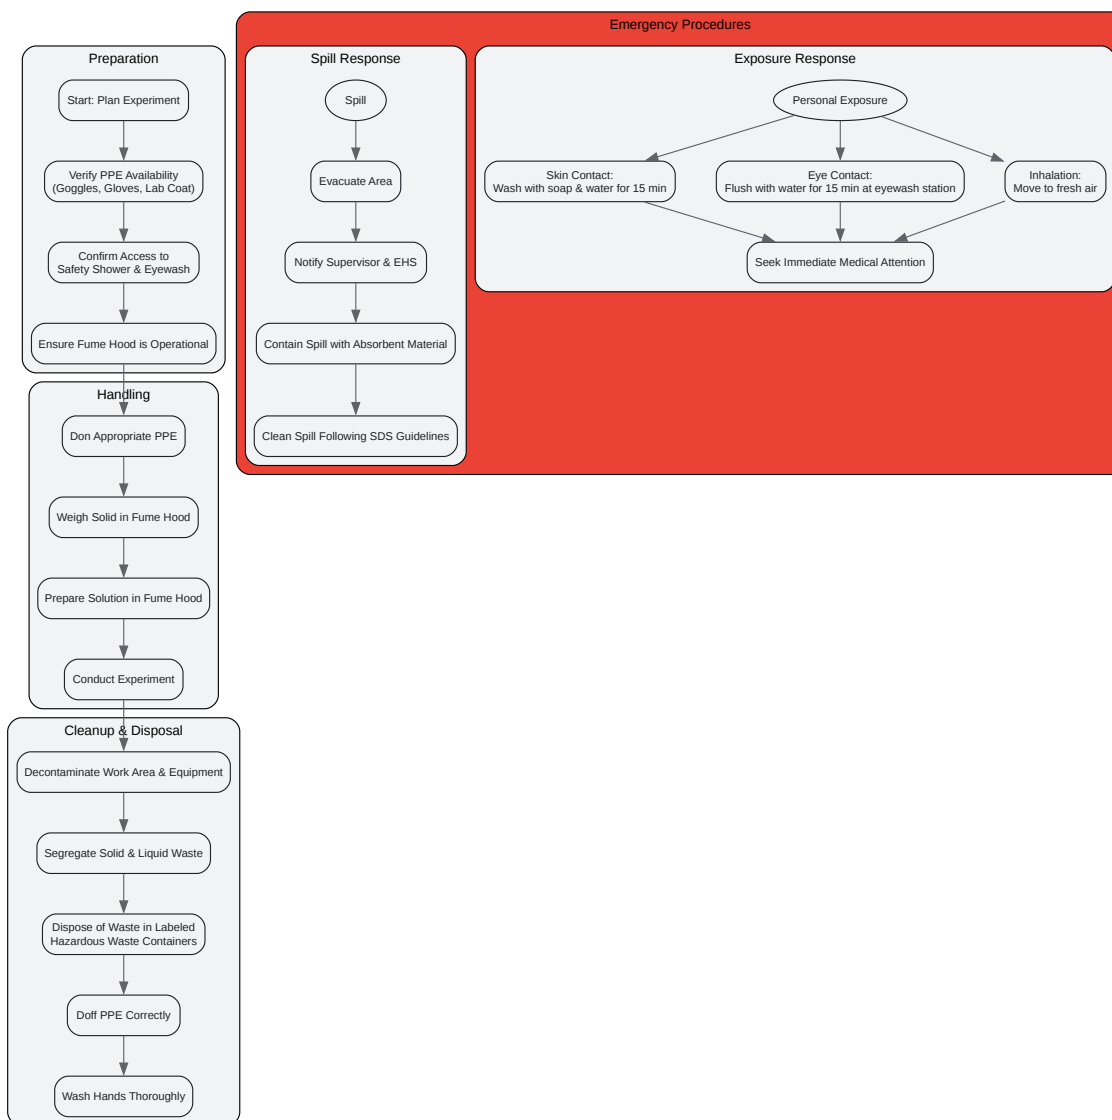 Preparation
Start: Plan Experiment
Verify PPE Availability
(Goggles, Gloves, Lab Coat)
Confirm Access to
Safety Shower & Eyewash
Ensure Fume Hood is Operational
Handling
Don Appropriate PPE
Weigh Solid in Fume Hood
Prepare Solution in Fume Hood
Conduct Experiment
Cleanup & Disposal
Decontaminate Work Area & Equipment
Segregate Solid & Liquid Waste
Dispose of Waste in Labeled
Hazardous Waste Containers
Doff PPE Correctly
Wash Hands Thoroughly
Emergency Procedures
Spill Response
Spill
Evacuate Area
Notify Supervisor & EHS
Contain Spill with Absorbent Material
Clean Spill Following SDS Guidelines
Exposure Response
Personal Exposure
Skin Contact:
Wash with soap & water for 15 min
Eye Contact:
Flush with water for 15 min at eyewash station
Inhalation:
Move to fresh air
Seek Immediate Medical Attention